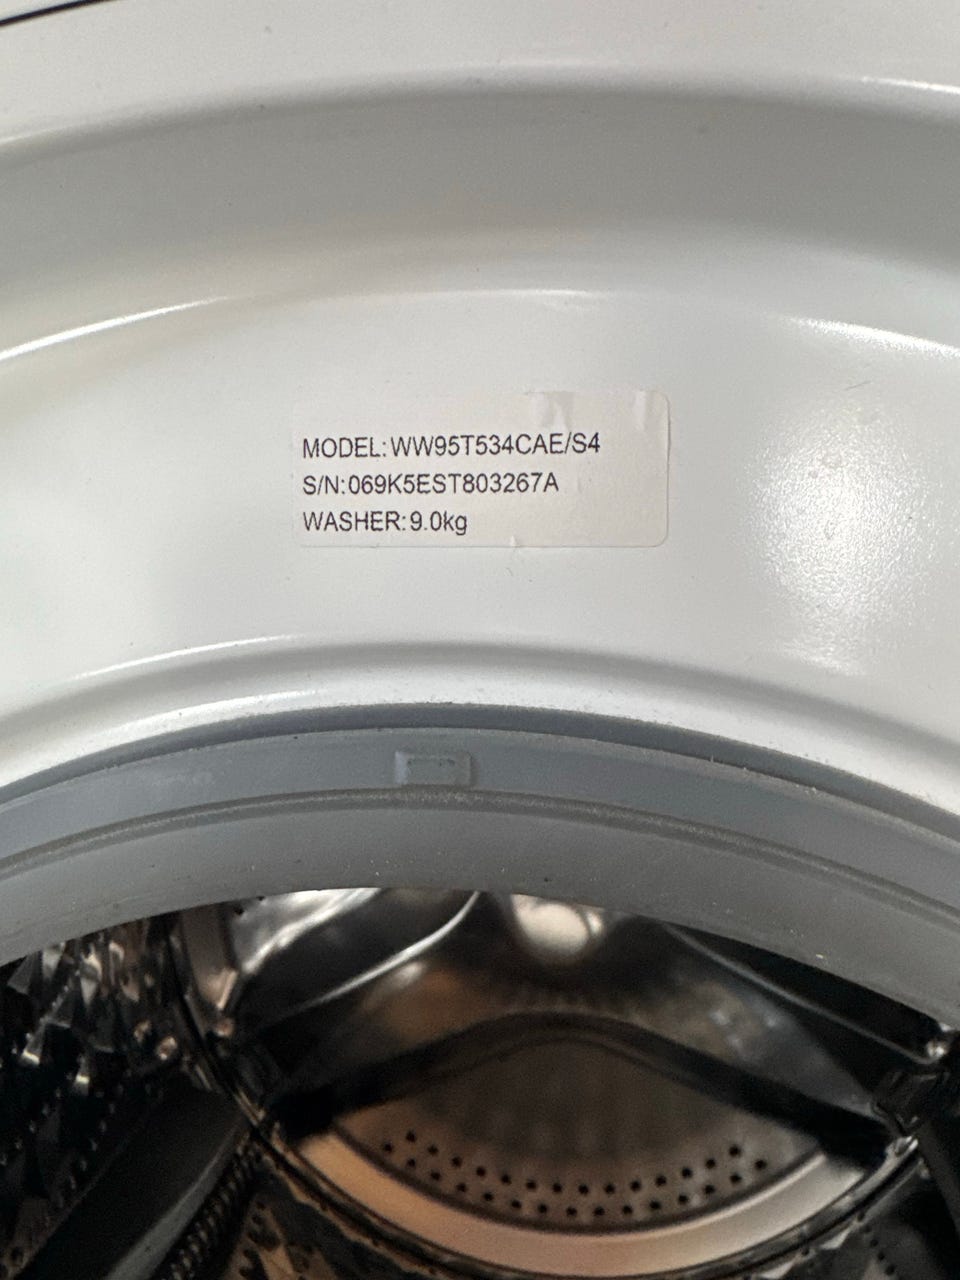 MODEL:WW95T534CAE/S4
S/N:069K5EST803267A
WASHER:9.0kg